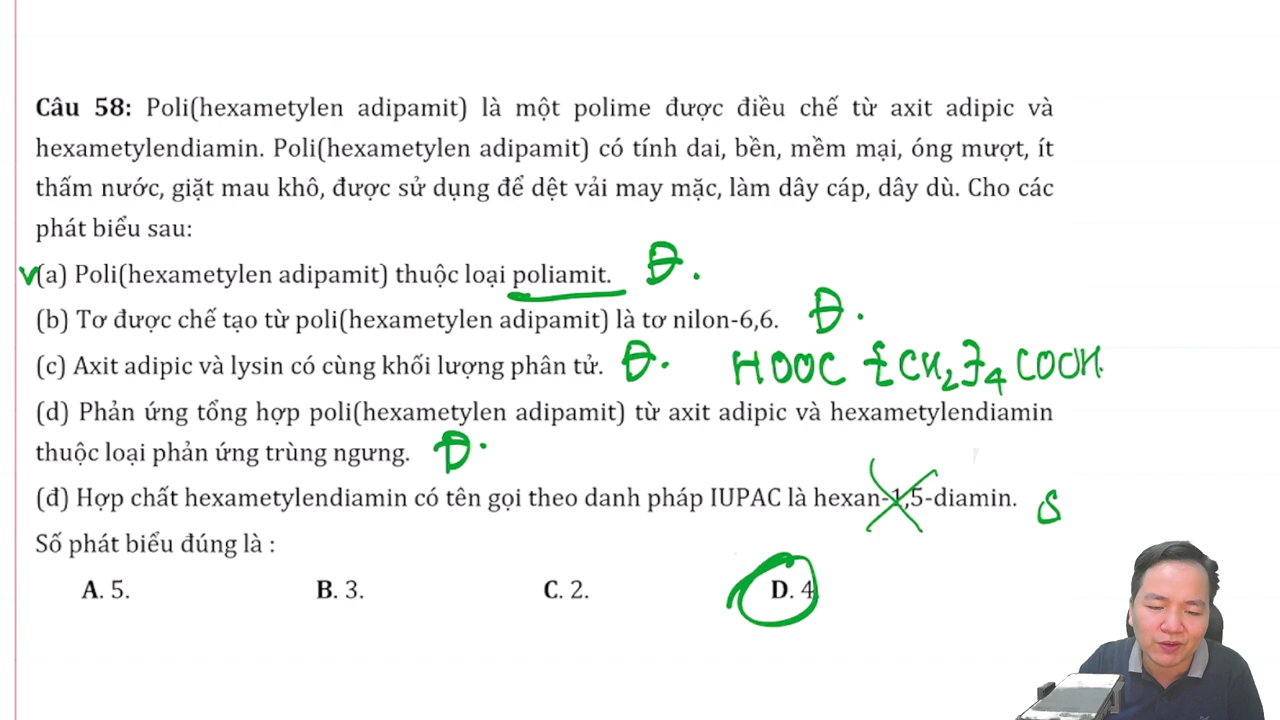 Câu 58: Poli(hexametylen adipamit) là một polime được điều chế từ axit adipic và
hexametylendiamin. Poli(hexametylen adipamit) có tính dai, bền, mềm mại, óng mượt, ít
thấm nước, giặt mau khô, được sử dụng để dệt vải may mặc, làm dây cáp, dây dù. Cho các
phát biểu sau:
(a) Poli(hexametylen adipamit) thuộc loại poliamit. Đ.
(b) Tơ được chế tạo từ poli(hexametylen adipamit) là tơ nilon-6,6. Đ.
(c) Axit adipic và lysin có cùng khối lượng phân tử. Đ. HOOC [CH2]4 COOH.
(d) Phản ứng tổng hợp poli(hexametylen adipamit) từ axit adipic và hexametylendiamin
thuộc loại phản ứng trùng ngưng. Đ.
(đ) Hợp chất hexametylendiamin có tên gọi theo danh pháp IUPAC là hexan-1,5-diamin. S
Số phát biểu đúng là :
A. 5. B. 3. C. 2. D. 4.